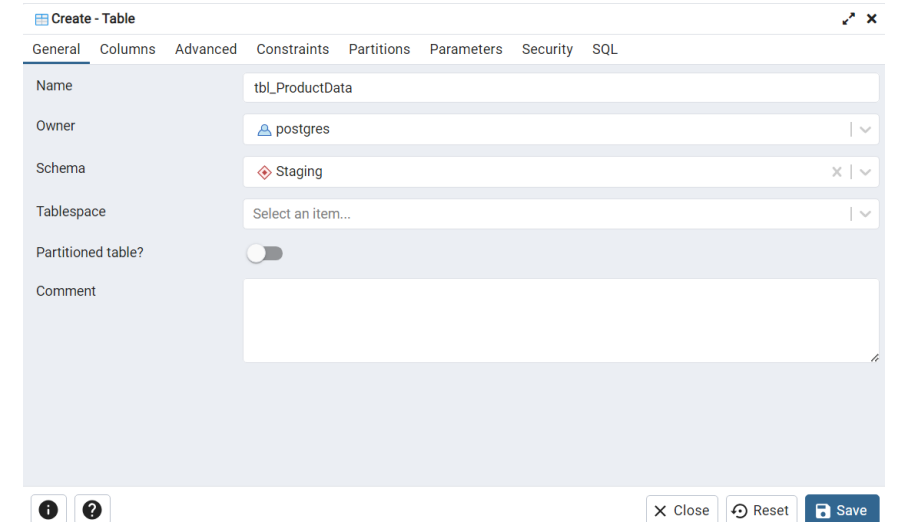 Create - Table
General Columns Advanced Constraints Partitions Parameters Security SQL
Name tbl_ProductData
Owner postgres
Schema Staging
Tablespace Select an item...
Partitioned table?
Comment
Close Reset Save